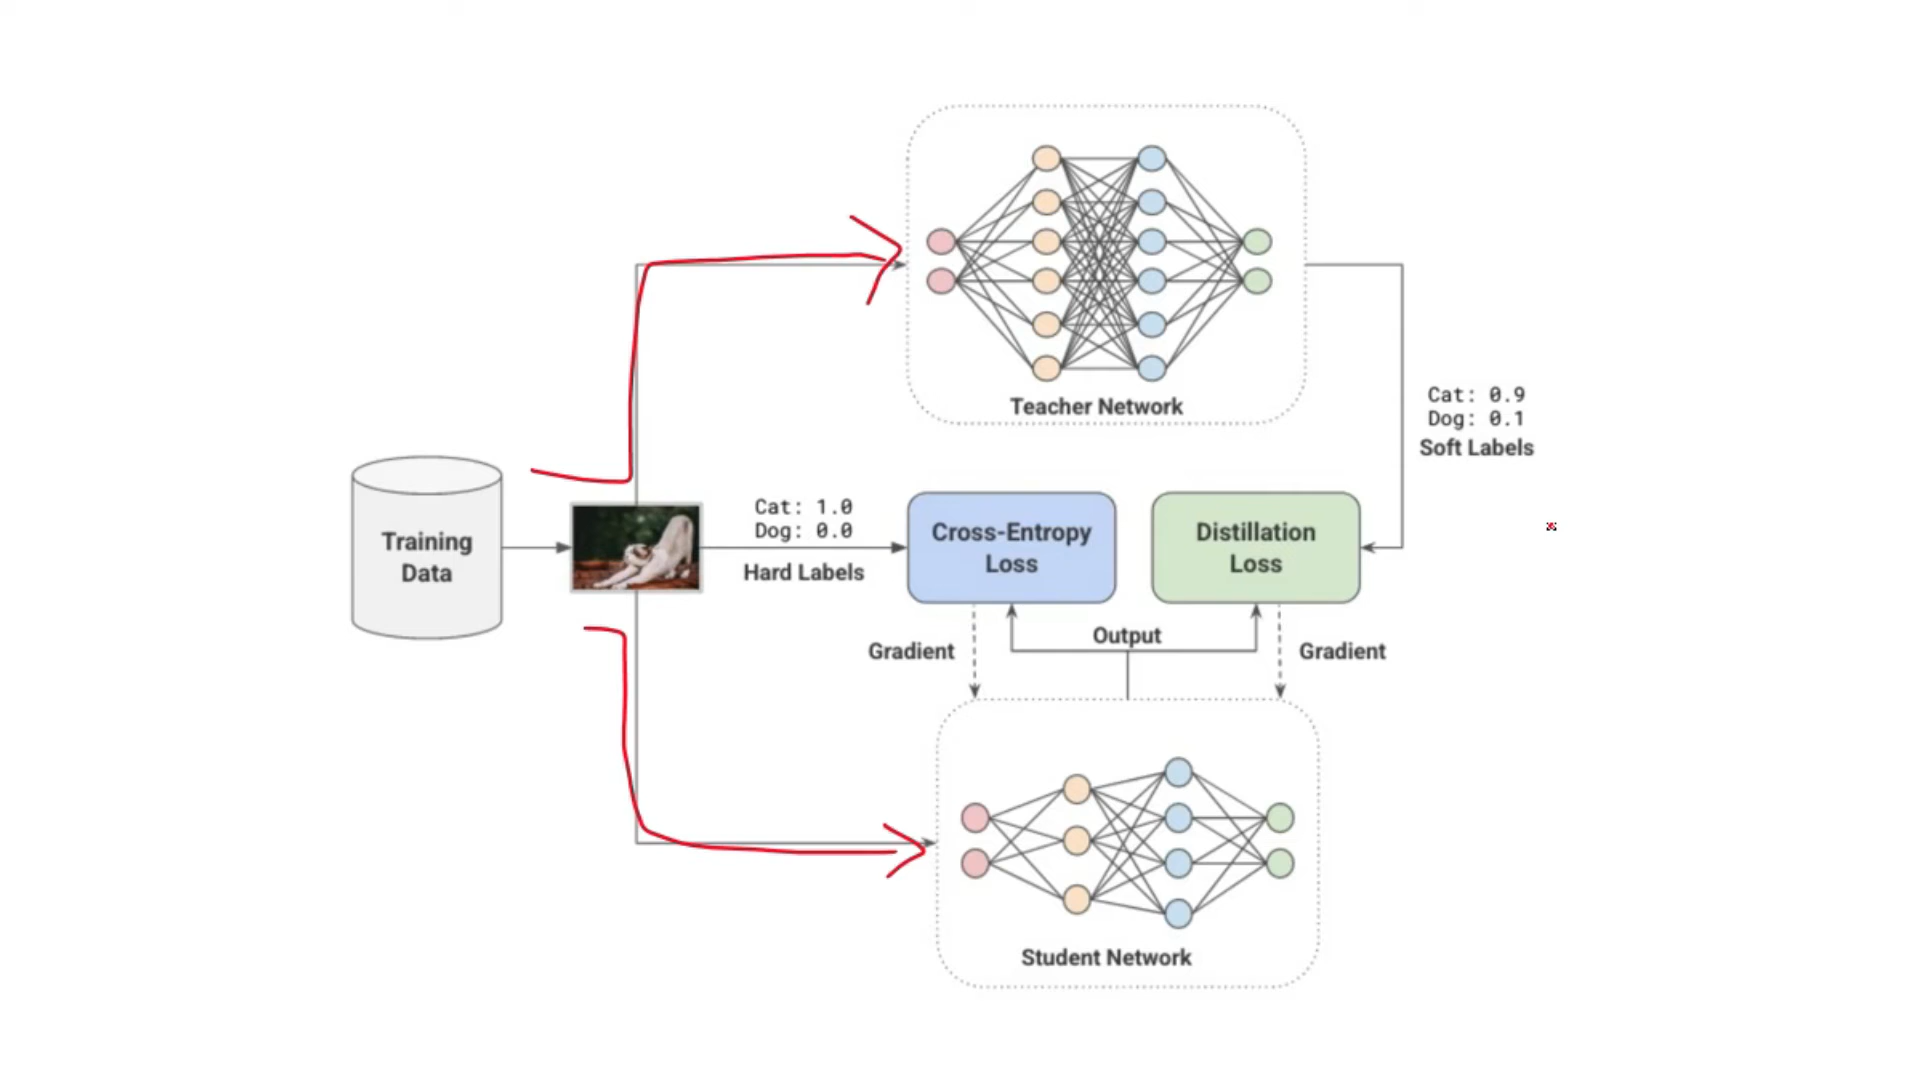 Teacher Network
Cat: 0.9
Dog: 0.1
Soft Labels
Training
Data
Cat: 1.0
Dog: 0.0
Hard Labels
Cross-Entropy
Loss
Distillation
Loss
Gradient
Output
Gradient
Student Network